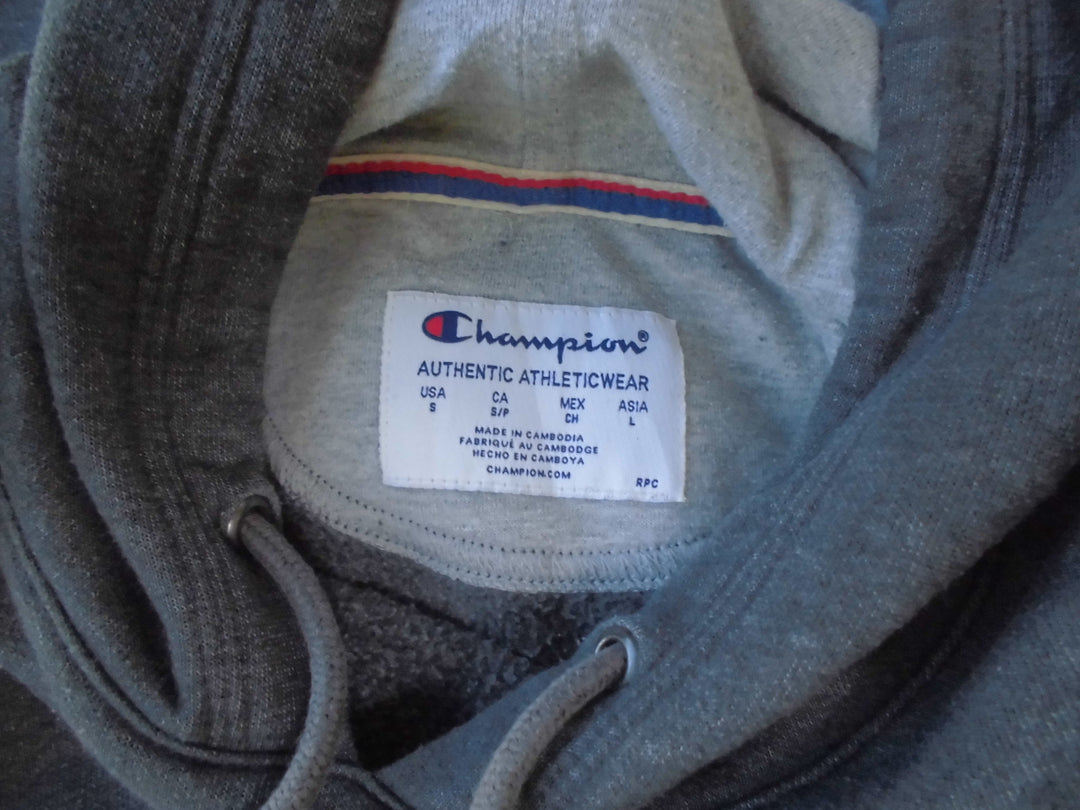 Champion®
AUTHENTIC ATHLETICWEAR
USA CA MEX ASIA
S S/P CH L
MADE IN CAMBODIA
FABRIQUÉ AU CAMBODGE
HECHO EN CAMBOYA
CHAMPION.COM
RPC